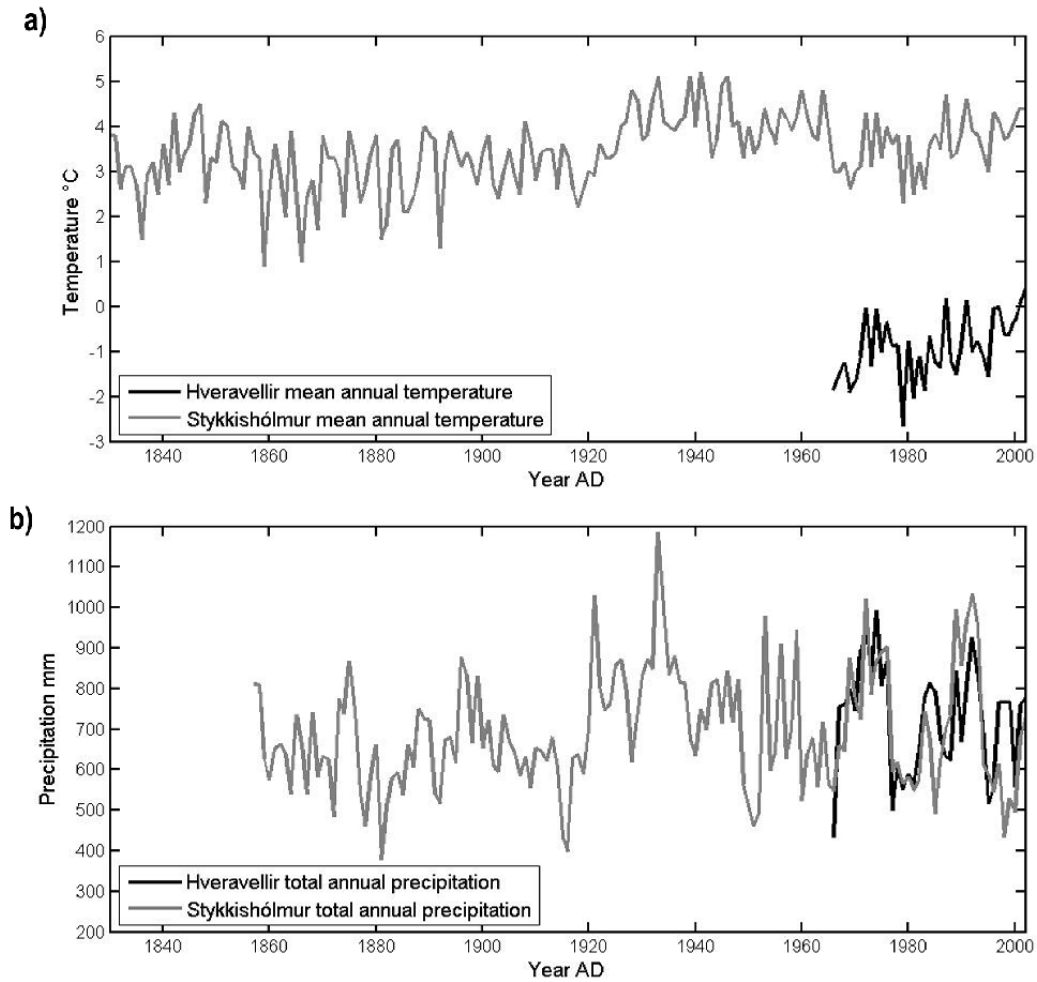 a)
6
5
4
3
2
1
0
-1
-2
-3
Temperature °C
Hveravellir mean annual temperature
Stykkishólmur mean annual temperature
1840 1860 1880 1900 1920 1940 1960 1980 2000
Year AD
b)
1200
1100
1000
900
800
700
600
500
400
300
200
Precipitation mm
Hveravellir total annual precipitation
Stykkishólmur total annual precipitation
1840 1860 1880 1900 1920 1940 1960 1980 2000
Year AD